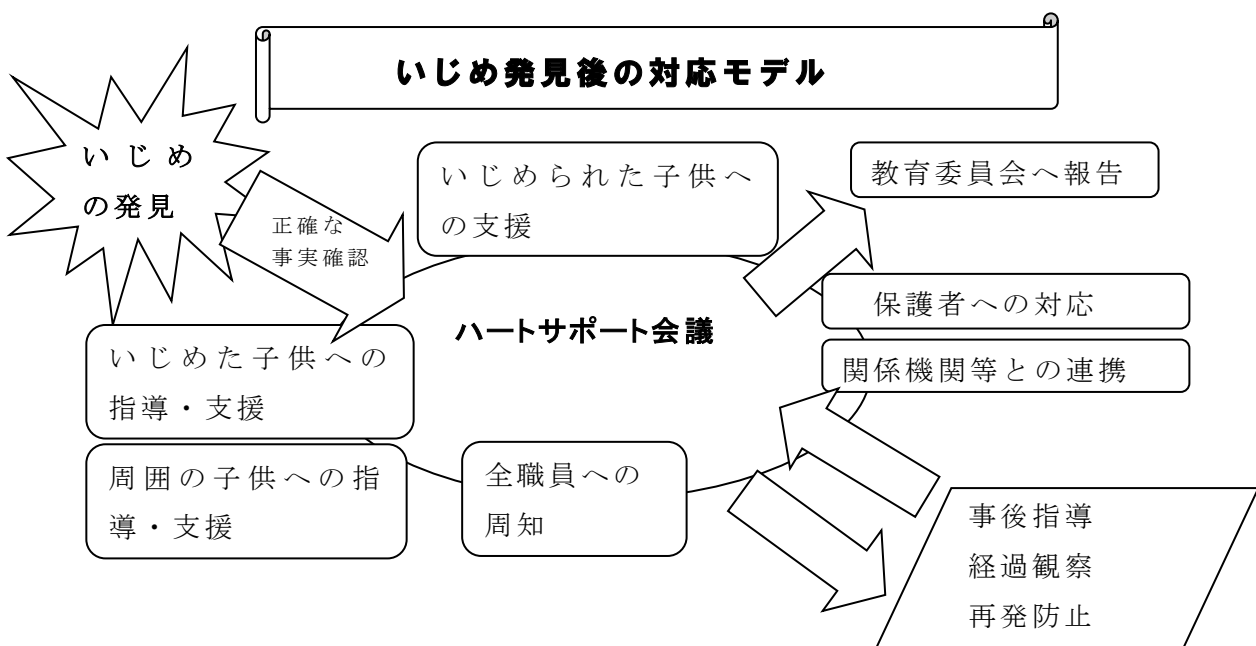 いじめ発見後の対応モデル
いじめ
の発見
正確な
事実確認
いじめられた子供へ
の支援
教育委員会へ報告
保護者への対応
ハートサポート会議
いじめた子供への
指導・支援
関係機関等との連携
周囲の子供への指
導・支援
全職員への
周知
事後指導
経過観察
再発防止